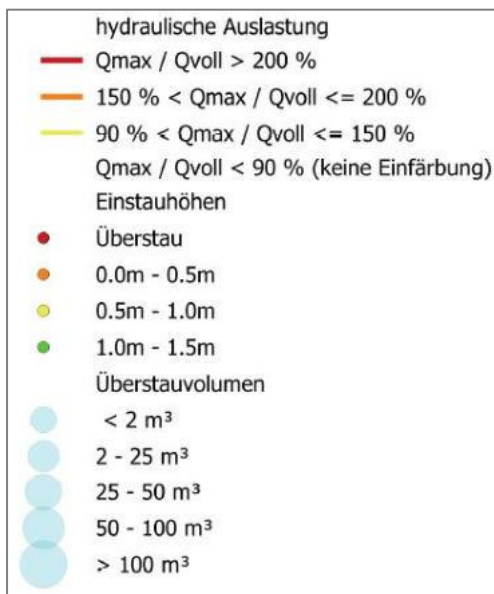 hydraulische Auslastung
Qmax / Qvoll > 200 %
150 % < Qmax / Qvoll <= 200 %
90 % < Qmax / Qvoll <= 150 %
Qmax / Qvoll < 90 % (keine Einfärbung)
Einstauhöhen
Überstau
0.0m - 0.5m
0.5m - 1.0m
1.0m - 1.5m
Überstauvolumen
< 2 m³
2 - 25 m³
25 - 50 m³
50 - 100 m³
> 100 m³